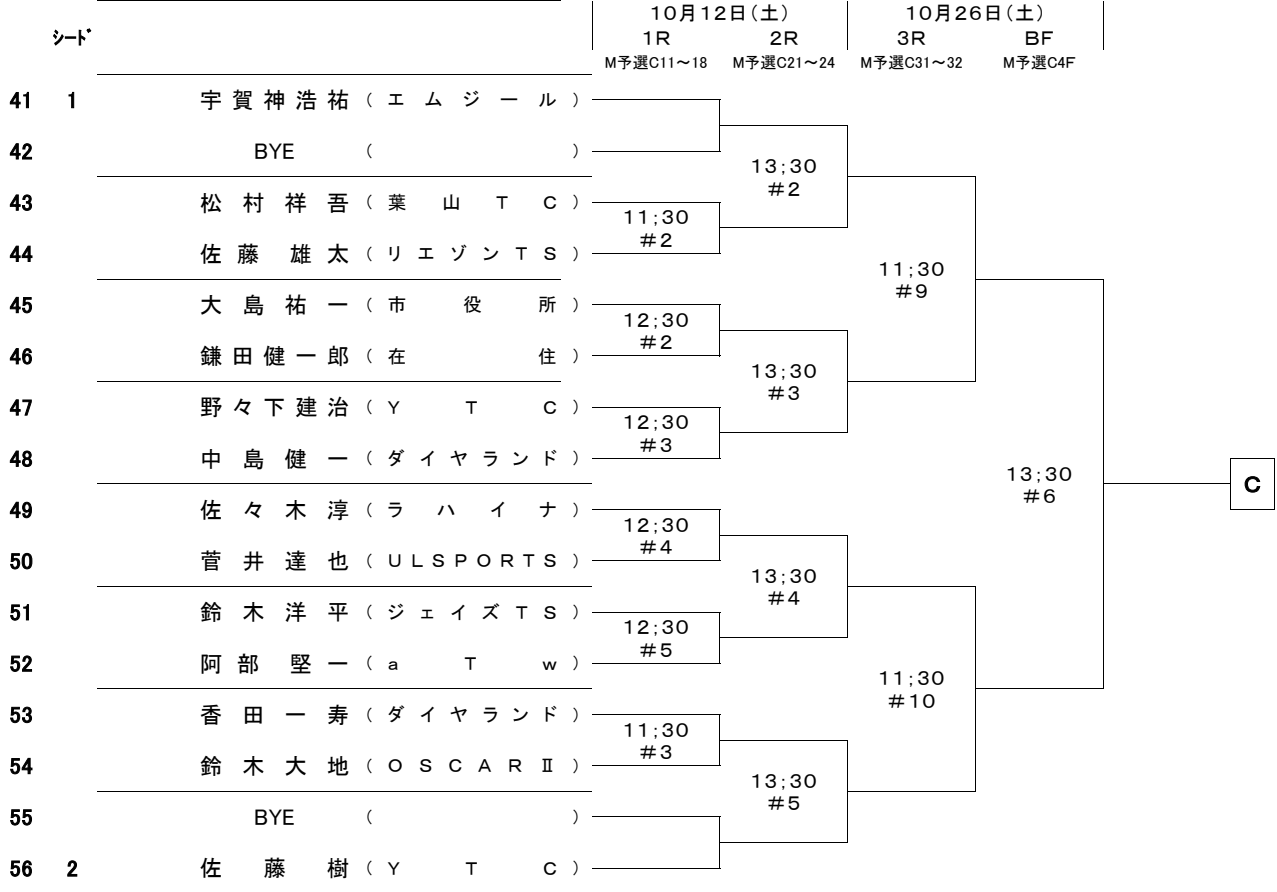 10月12日(土) 10月26日(土)
ｼｰﾄﾞ 1R 2R 3R BF
M予選C11～18 M予選C21～24 M予選C31～32 M予選C4F
41 1 宇賀神浩祐 (エムジール)
42 BYE ( )
13;30
#2
43 松村祥吾 (葉山TC)
11;30
#2
44 佐藤 雄太 (リエゾンTS)
11;30
#9
45 大島祐一 (市役所)
12;30
#2
46 鎌田健一郎 (在住)
13;30
#3
47 野々下建治 (YTC)
12;30
#3
48 中島健一 (ダイヤランド)
13;30
#6
C
49 佐々木淳 (ラハイナ)
12;30
#4
50 菅井達也 (ULSPORTS)
13;30
#4
51 鈴木洋平 (ジェイズTS)
12;30
#5
52 阿部 堅一 (aTw)
11;30
#10
53 香田一寿 (ダイヤランド)
11;30
#3
54 鈴木大地 (OSCARⅡ)
13;30
#5
55 BYE ( )
56 2 佐藤樹 (YTC)